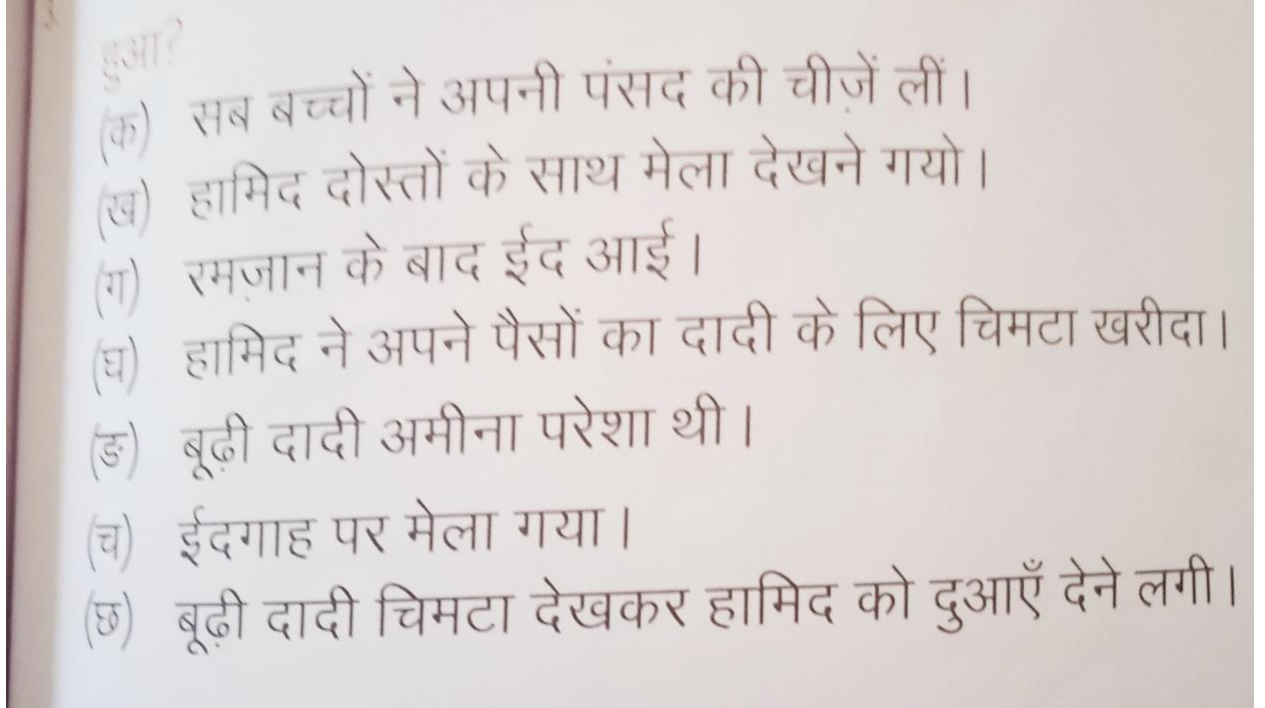 हुआ?
(क) सब बच्चों ने अपनी पंसद की चीज़ें लीं।
(ख) हामिद दोस्तों के साथ मेला देखने गयो।
(ग) रमज़ान के बाद ईद आई।
(घ) हामिद ने अपने पैसों का दादी के लिए चिमटा खरीदा।
(ङ) बूढ़ी दादी अमीना परेशा थी।
(च) ईदगाह पर मेला गया।
(छ) बूढ़ी दादी चिमटा देखकर हामिद को दुआएँ देने लगी।